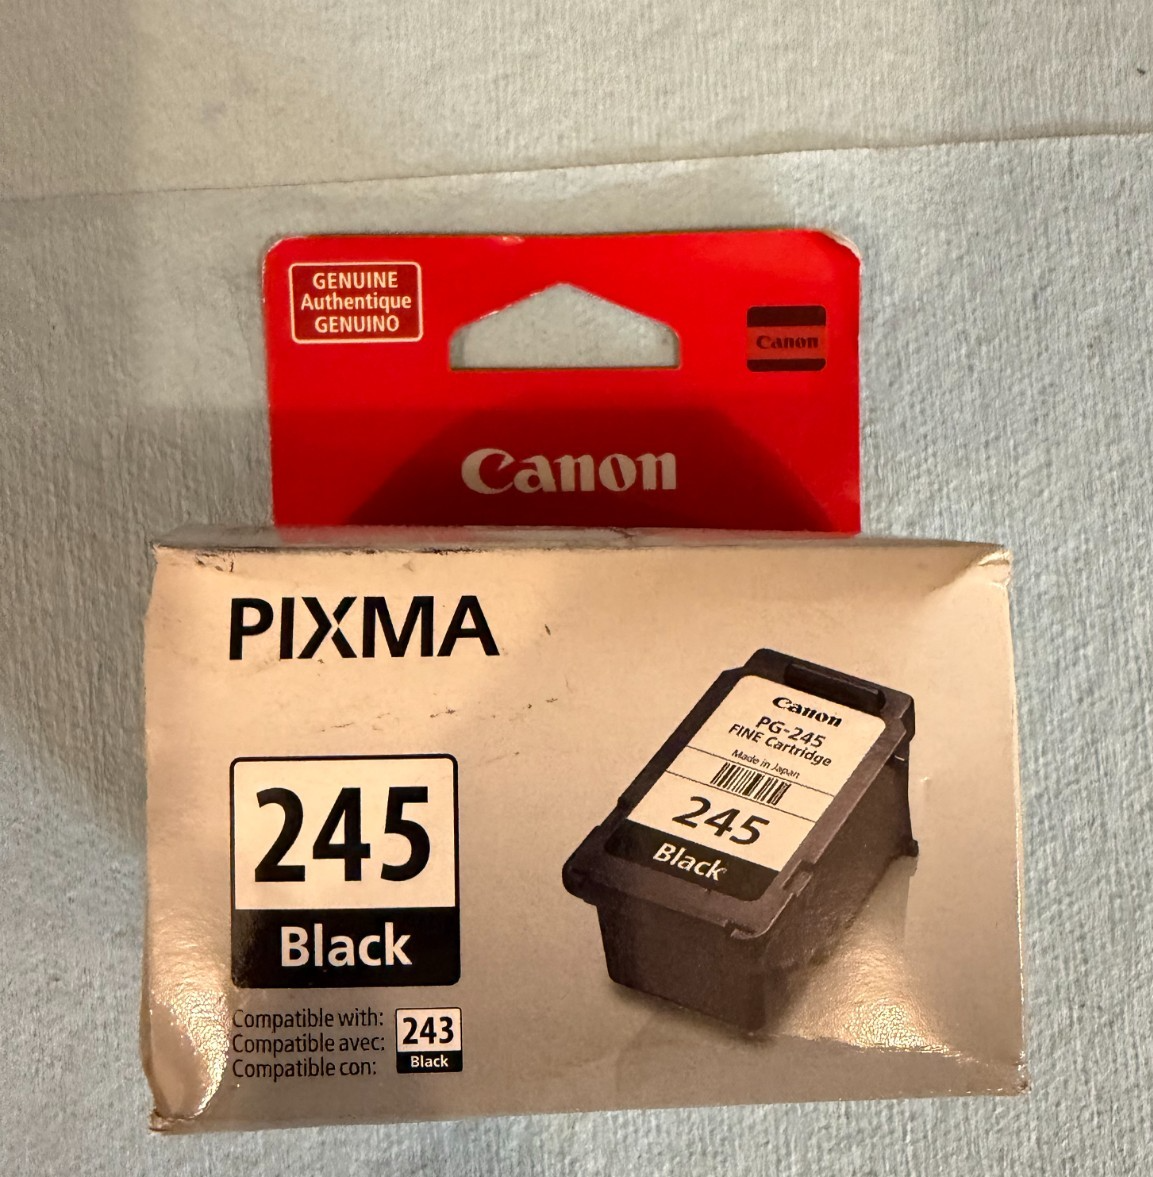 GENUINE
Authentique
GENUINO
Canon
Canon
PIXMA
Canon
PG-245
FINE Cartridge
Made in Japan
245
Black
245
Black
Compatible with:
Compatible avec:
Compatible con:
243
Black